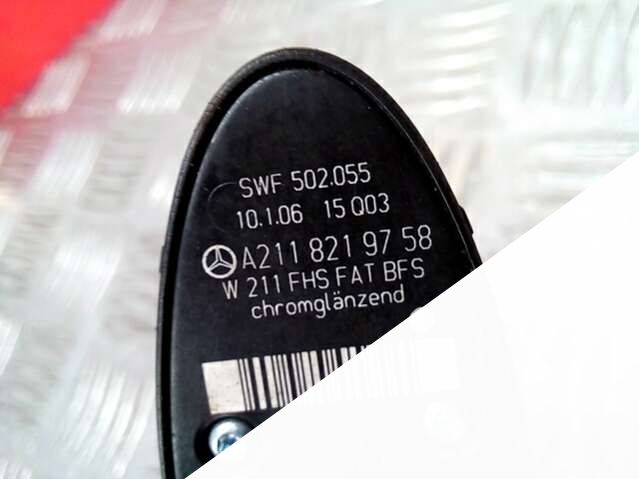 SWF 502.055
10.1.06 15 Q03
A211 821 97 58
W 211 FHS FAT BFS
chromglänzend